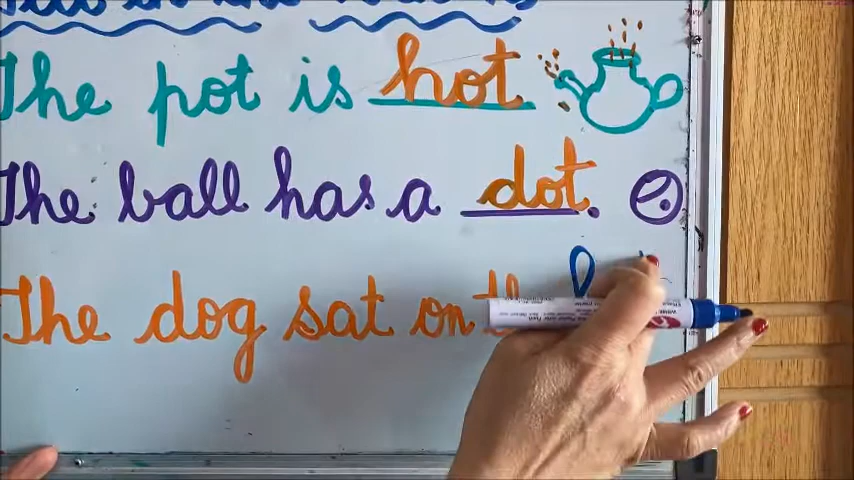 The pot is hot
The ball has a dot.
The dog sat on